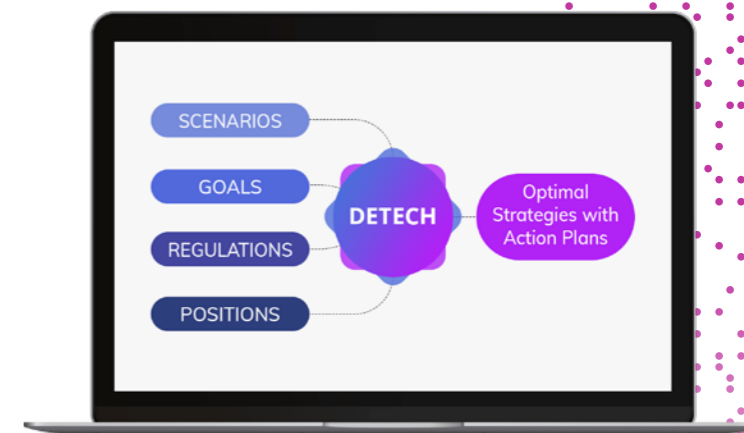 SCENARIOS
GOALS
REGULATIONS
POSITIONS
DETECH
Optimal
Strategies with
Action Plans